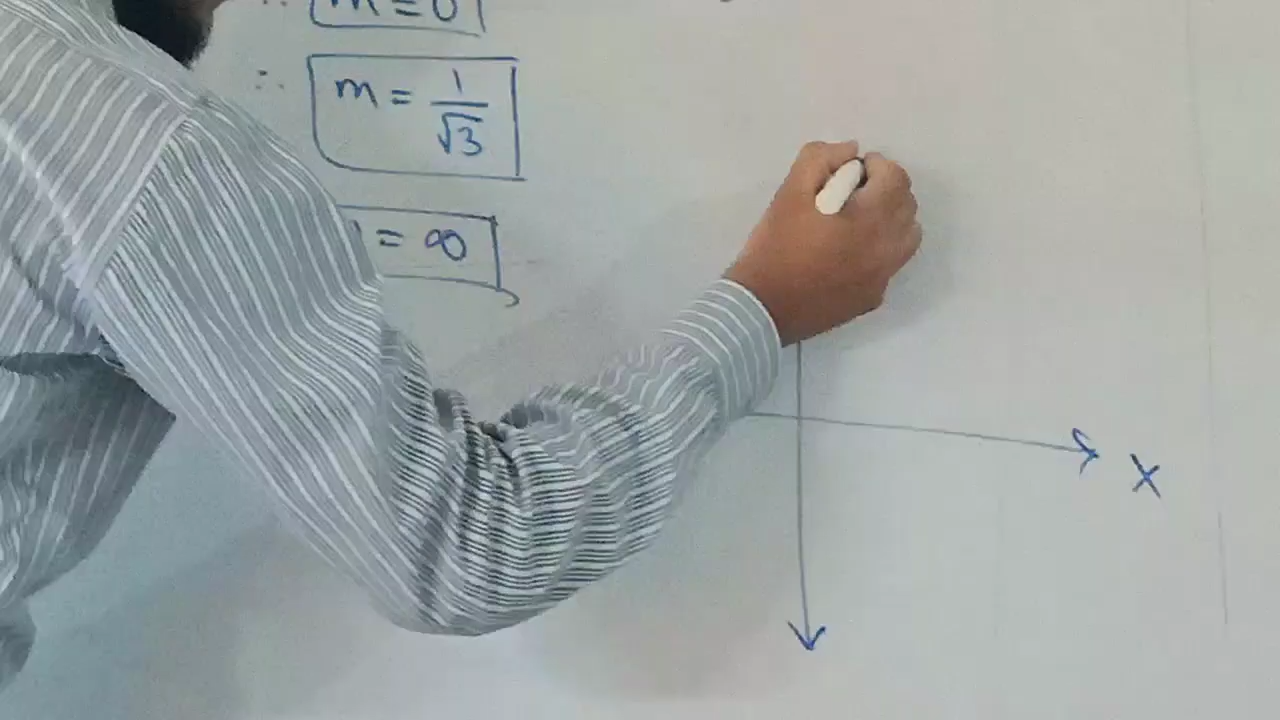 ∴ m = 0
∴ m = 1/√3
= ∞
X